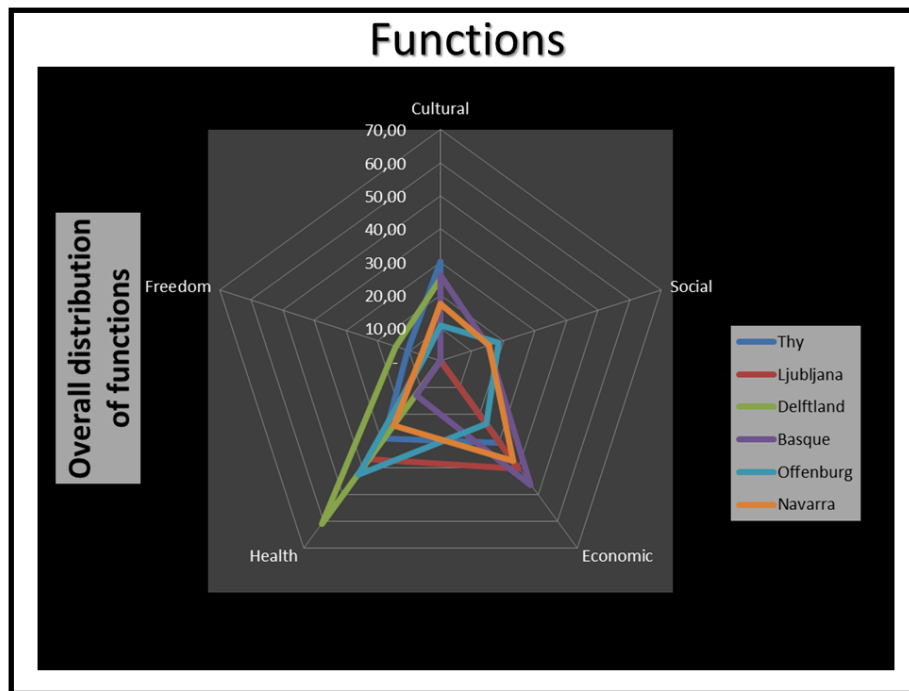 Functions
Overall distribution
of functions
Cultural
70,00
60,00
50,00
40,00
30,00
20,00
10,00
-
Freedom
Social
Health
Economic
Thy
Ljubljana
Delftland
Basque
Offenburg
Navarra